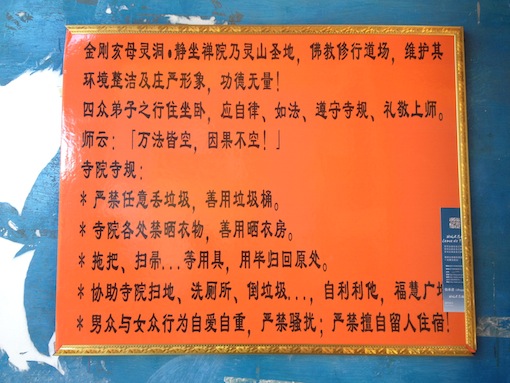 金刚亥母灵洞•静坐禅院乃灵山圣地，佛教修行道场，维护其
环境整洁及庄严形象，功德无量！
四众弟子之行住坐卧，应自律、如法、遵守寺规、礼敬上师。
师云：「万法皆空，因果不空！」
寺院寺规：
* 严禁任意丢垃圾，善用垃圾桶。
* 寺院各处禁晒衣物，善用晒衣房。
* 拖把、扫帚...等用具，用毕归回原处。
* 协助寺院扫地、洗厕所、倒垃圾...，自利利他，福慧广
* 男众与女众行为自爱自重，严禁骚扰；严禁擅自留人住宿！